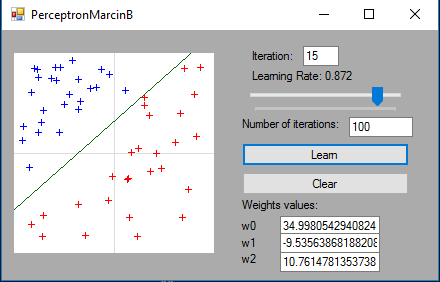 PerceptronMarcinB
Iteration: 15
Learning Rate: 0.872
Number of iterations: 100
Learn
Clear
Weights values:
w0 34.9980542940824
w1 -9.53563868188208
w2 10.7614781353738